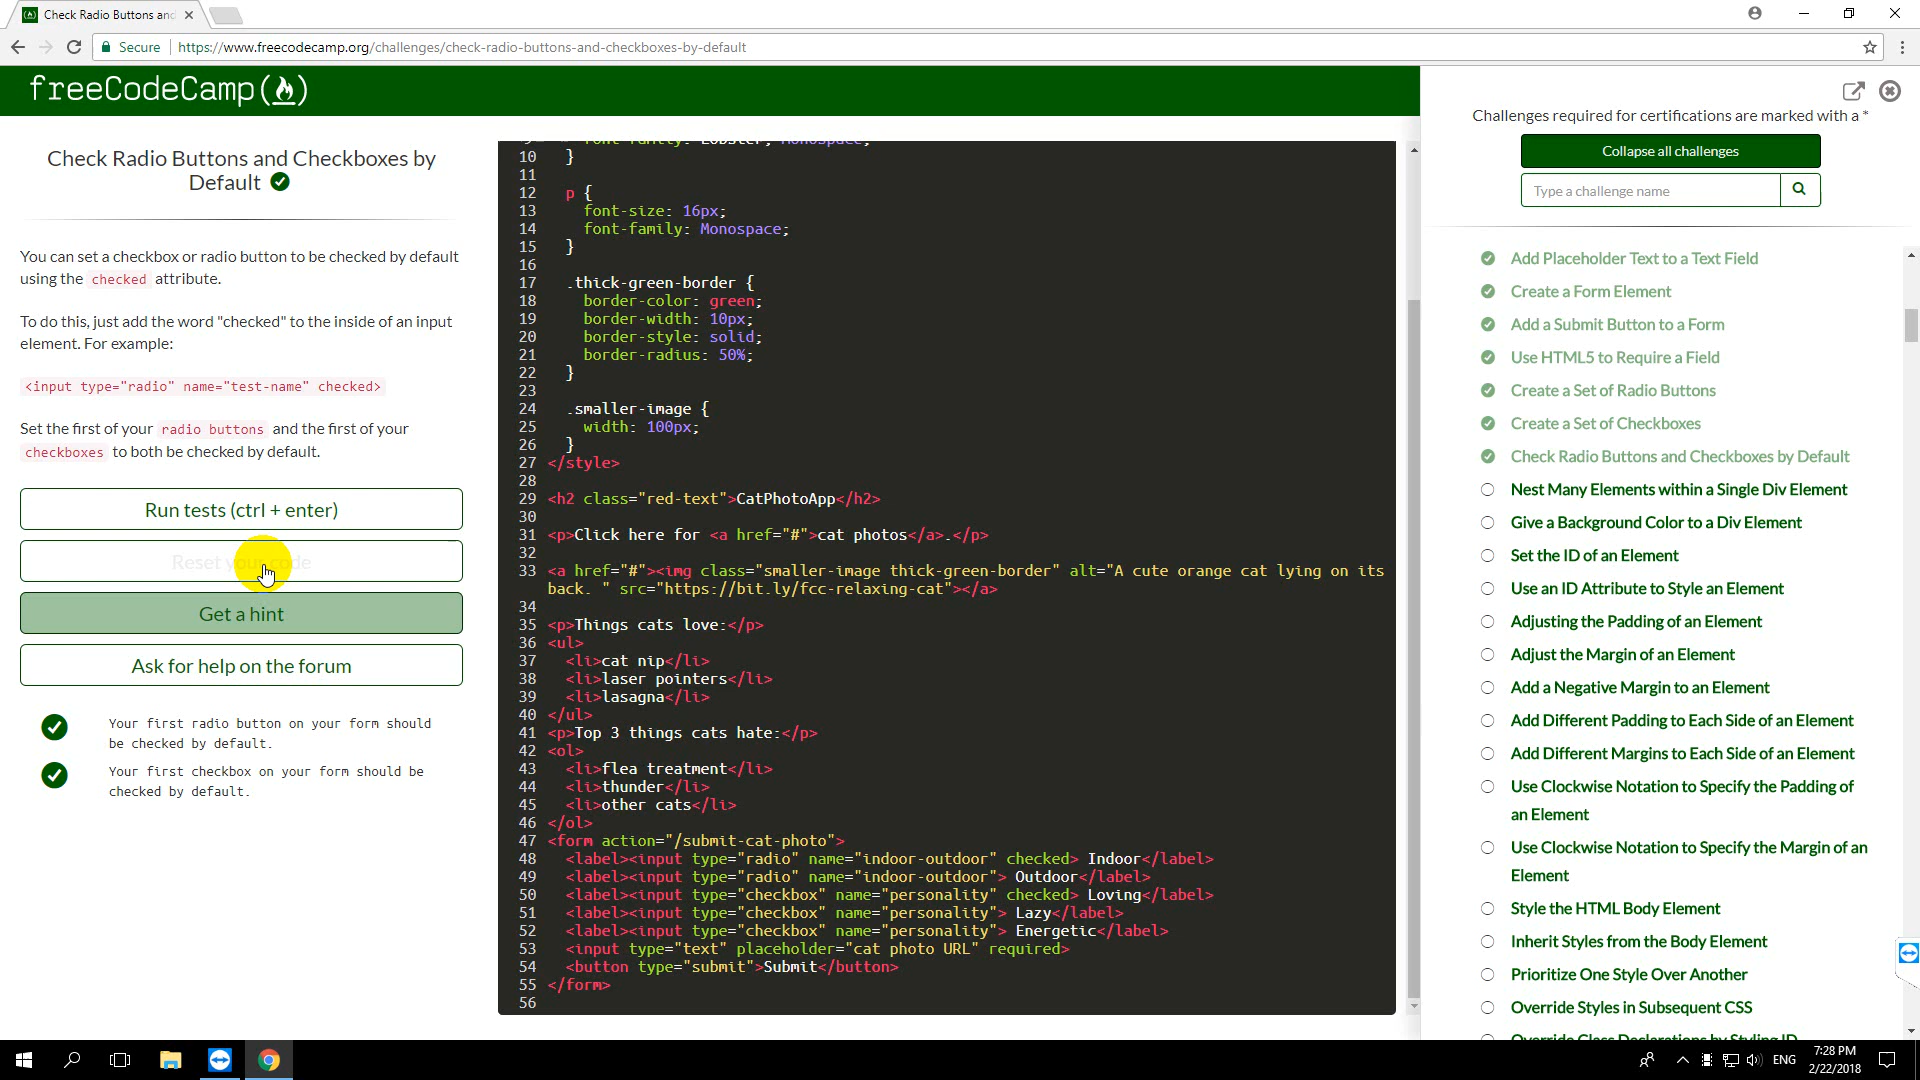 Check Radio Buttons and
Secure
https://www.freecodecamp.org/challenges/check-radio-buttons-and-checkboxes-by-default
freeCodeCamp
Check Radio Buttons and Checkboxes by
Default
You can set a checkbox or radio button to be checked by default
using the checked attribute.
To do this, just add the word "checked" to the inside of an input
element. For example:
<input type="radio" name="test-name" checked>
Set the first of your radio buttons and the first of your
checkboxes to both be checked by default.
Run tests (ctrl + enter)
Reset your code
Get a hint
Ask for help on the forum
Your first radio button on your form should
be checked by default.
Your first checkbox on your form should be
checked by default.
9 font-family: Lobster, Monospace;
10 }
11
12 p {
13 font-size: 16px;
14 font-family: Monospace;
15 }
16
17 .thick-green-border {
18 border-color: green;
19 border-width: 10px;
20 border-style: solid;
21 border-radius: 50%;
22 }
23
24 .smaller-image {
25 width: 100px;
26 }
27 </style>
28
29 <h2 class="red-text">CatPhotoApp</h2>
30
31 <p>Click here for <a href="#">cat photos</a>.</p>
32
33 <a href="#"><img class="smaller-image thick-green-border" alt="A cute orange cat lying on its
back. " src="https://bit.ly/fcc-relaxing-cat"></a>
34
35 <p>Things cats love:</p>
36 <ul>
37 <li>cat nip</li>
38 <li>laser pointers</li>
39 <li>lasagna</li>
40 </ul>
41 <p>Top 3 things cats hate:</p>
42 <ol>
43 <li>flea treatment</li>
44 <li>thunder</li>
45 <li>other cats</li>
46 </ol>
47 <form action="/submit-cat-photo">
48 <label><input type="radio" name="indoor-outdoor" checked> Indoor</label>
49 <label><input type="radio" name="indoor-outdoor"> Outdoor</label>
50 <label><input type="checkbox" name="personality" checked> Loving</label>
51 <label><input type="checkbox" name="personality"> Lazy</label>
52 <label><input type="checkbox" name="personality"> Energetic</label>
53 <input type="text" placeholder="cat photo URL" required>
54 <button type="submit">Submit</button>
55 </form>
56
Challenges required for certifications are marked with a *
Collapse all challenges
Type a challenge name
Add Placeholder Text to a Text Field
Create a Form Element
Add a Submit Button to a Form
Use HTML5 to Require a Field
Create a Set of Radio Buttons
Create a Set of Checkboxes
Check Radio Buttons and Checkboxes by Default
Nest Many Elements within a Single Div Element
Give a Background Color to a Div Element
Set the ID of an Element
Use an ID Attribute to Style an Element
Adjusting the Padding of an Element
Adjust the Margin of an Element
Add a Negative Margin to an Element
Add Different Padding to Each Side of an Element
Add Different Margins to Each Side of an Element
Use Clockwise Notation to Specify the Padding of
an Element
Use Clockwise Notation to Specify the Margin of an
Element
Style the HTML Body Element
Inherit Styles from the Body Element
Prioritize One Style Over Another
Override Styles in Subsequent CSS
Override Class Declarations by Styling ID
ENG
7:28 PM
2/22/2018